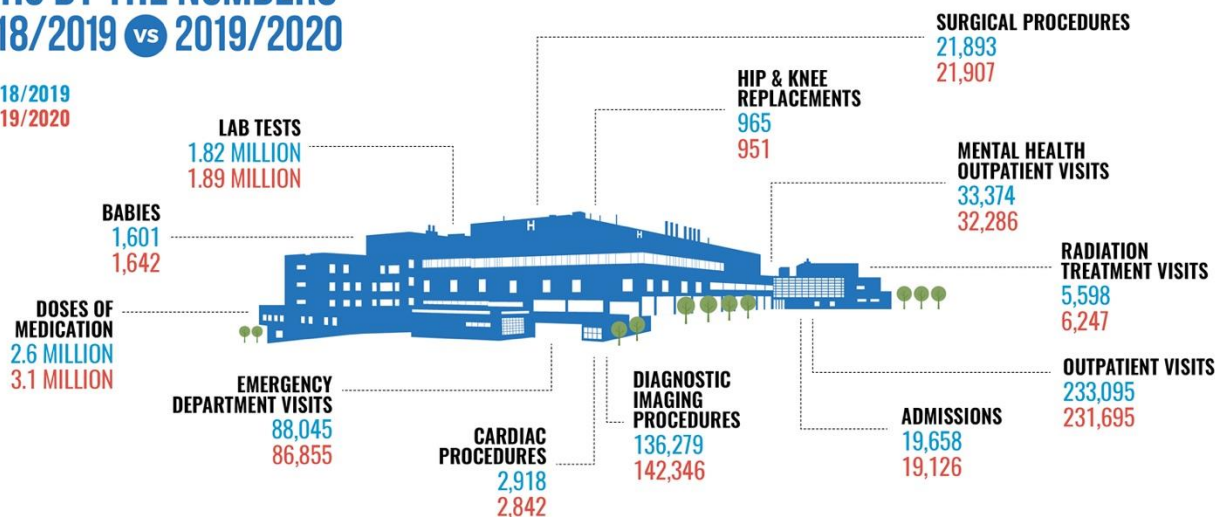 BY THE NUMBERS
18/2019 VS 2019/2020
18/2019
19/2020
LAB TESTS
1.82 MILLION
1.89 MILLION
BABIES
1,601
1,642
DOSES OF
MEDICATION
2.6 MILLION
3.1 MILLION
EMERGENCY
DEPARTMENT VISITS
88,045
86,855
CARDIAC
PROCEDURES
2,918
2,842
DIAGNOSTIC
IMAGING
PROCEDURES
136,279
142,346
HIP & KNEE
REPLACEMENTS
965
951
SURGICAL PROCEDURES
21,893
21,907
MENTAL HEALTH
OUTPATIENT VISITS
33,374
32,286
RADIATION
TREATMENT VISITS
5,598
6,247
OUTPATIENT VISITS
233,095
231,695
ADMISSIONS
19,658
19,126
H
H